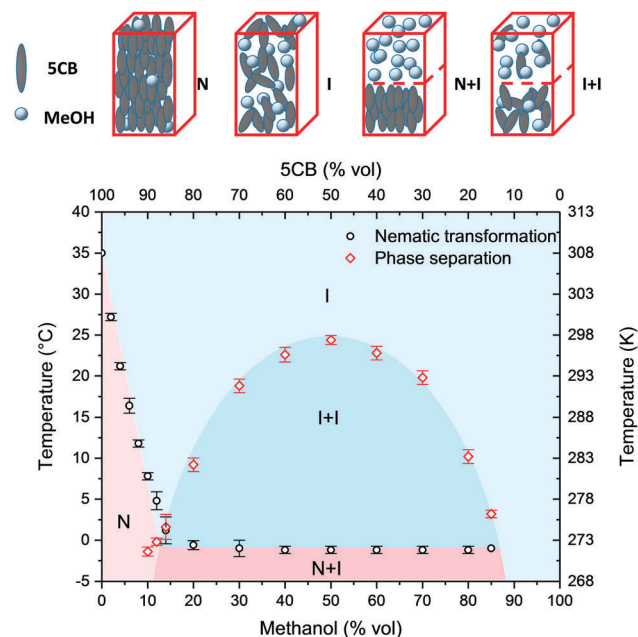 5CB
MeOH
N
I
N+I
I+I
5CB (% vol)
100 90 80 70 60 50 40 30 20 10 0
40
35
30
25
20
15
10
5
0
-5
Temperature (°C)
Nematic transformation
Phase separation
I
I+I
N
N+I
313
308
303
298
293
288
283
278
273
268
Temperature (K)
0 10 20 30 40 50 60 70 80 90 100
Methanol (% vol)